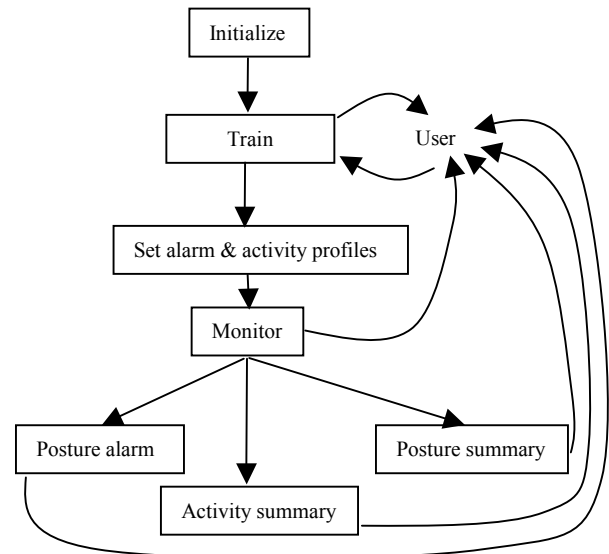 Initialize
Train
User
Set alarm & activity profiles
Monitor
Posture alarm
Posture summary
Activity summary